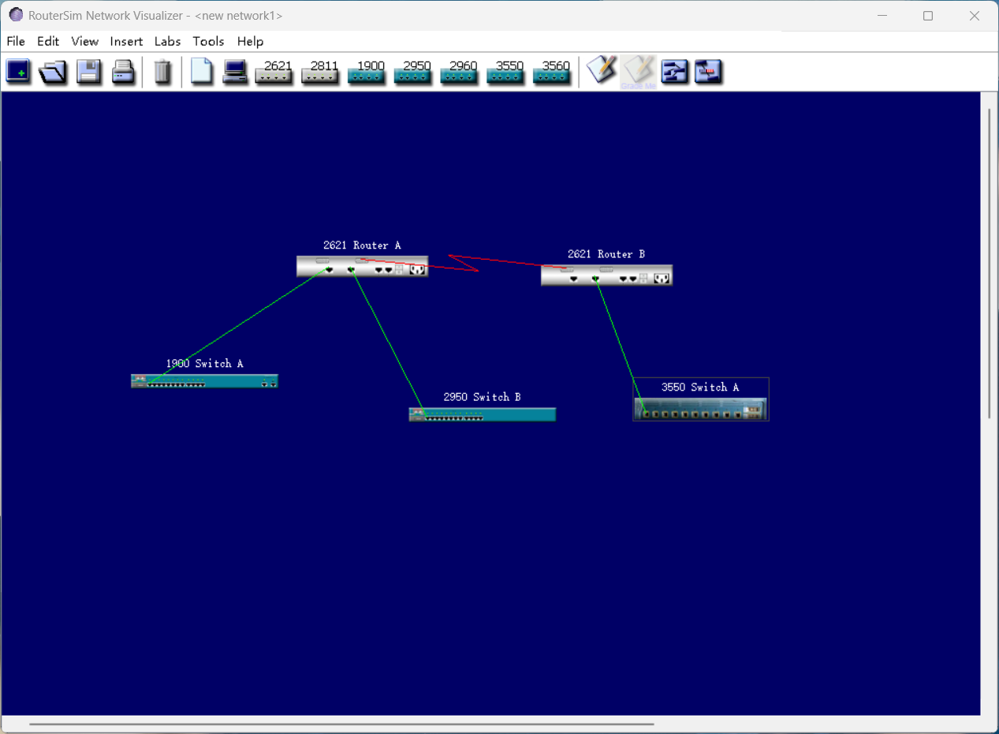 RouterSim Network Visualizer - <new network1>
File Edit View Insert Labs Tools Help
2621 2811 1900 2950 2960 3550 3560
Grade Me
2621 Router A
2621 Router B
1900 Switch A
3550 Switch A
2950 Switch B